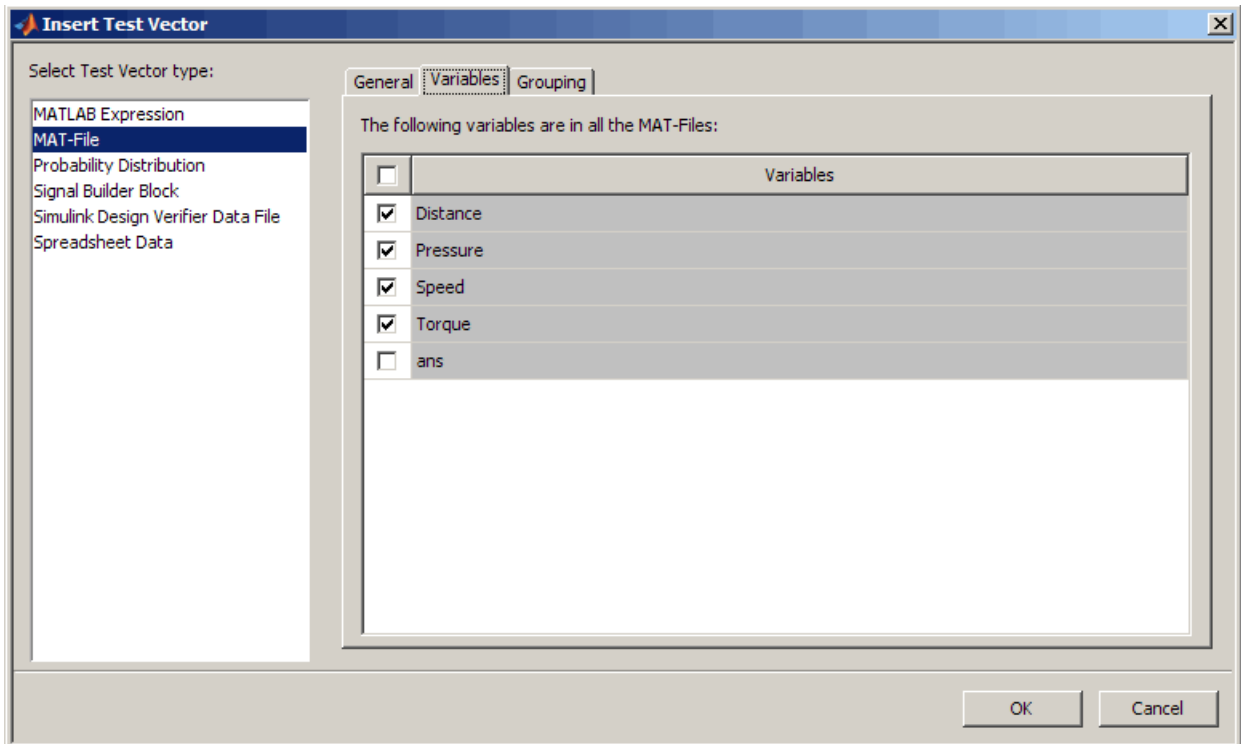 Insert Test Vector
Select Test Vector type:
MATLAB Expression
MAT-File
Probability Distribution
Signal Builder Block
Simulink Design Verifier Data File
Spreadsheet Data
General Variables Grouping
The following variables are in all the MAT-Files:
Variables
Distance
Pressure
Speed
Torque
ans
OK Cancel